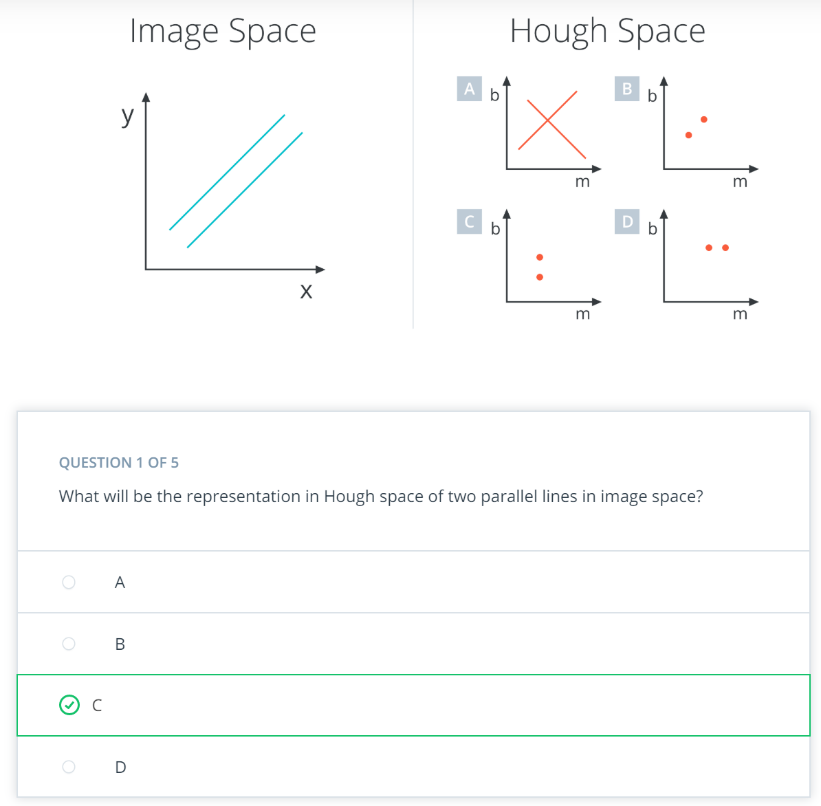 Image Space
Hough Space
y
x
A b
m
B b
m
C b
m
D b
m
QUESTION 1 OF 5
What will be the representation in Hough space of two parallel lines in image space?
A
B
C
D